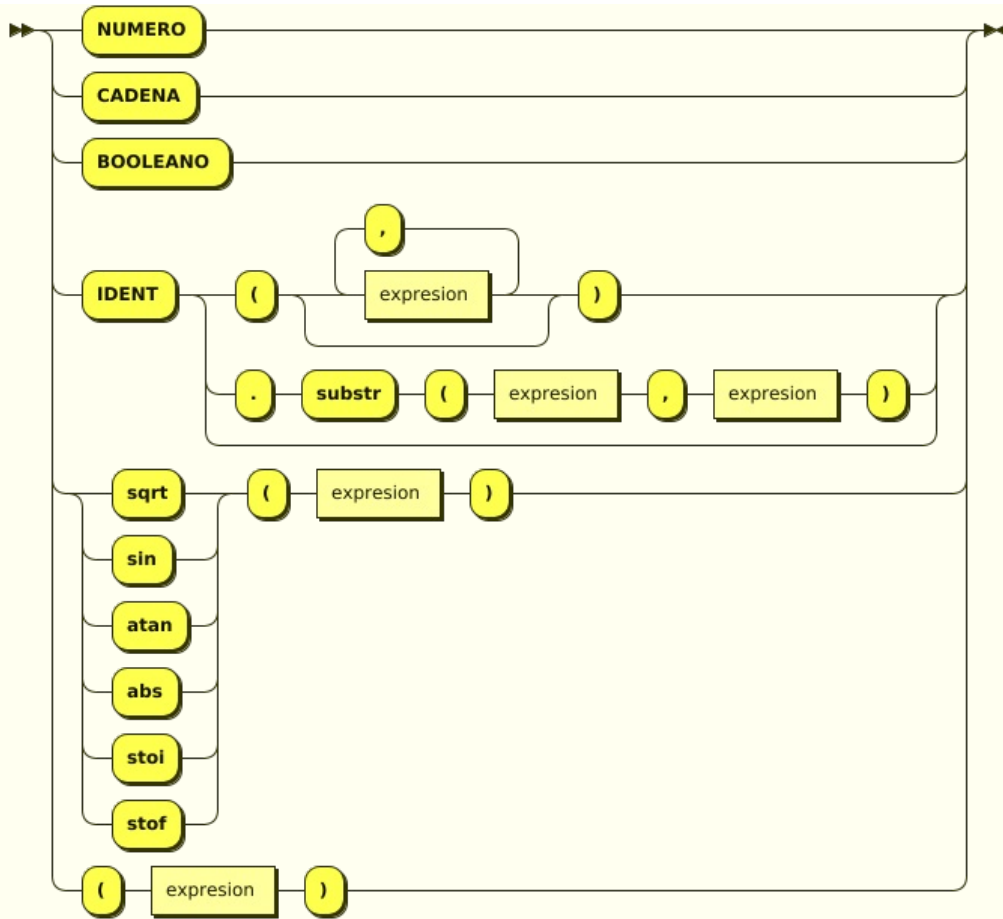 NUMERO
CADENA
BOOLEANO
,
IDENT ( expresion )
. substr ( expresion , expresion )
sqrt ( expresion )
sin
atan
abs
stoi
stof
( expresion )